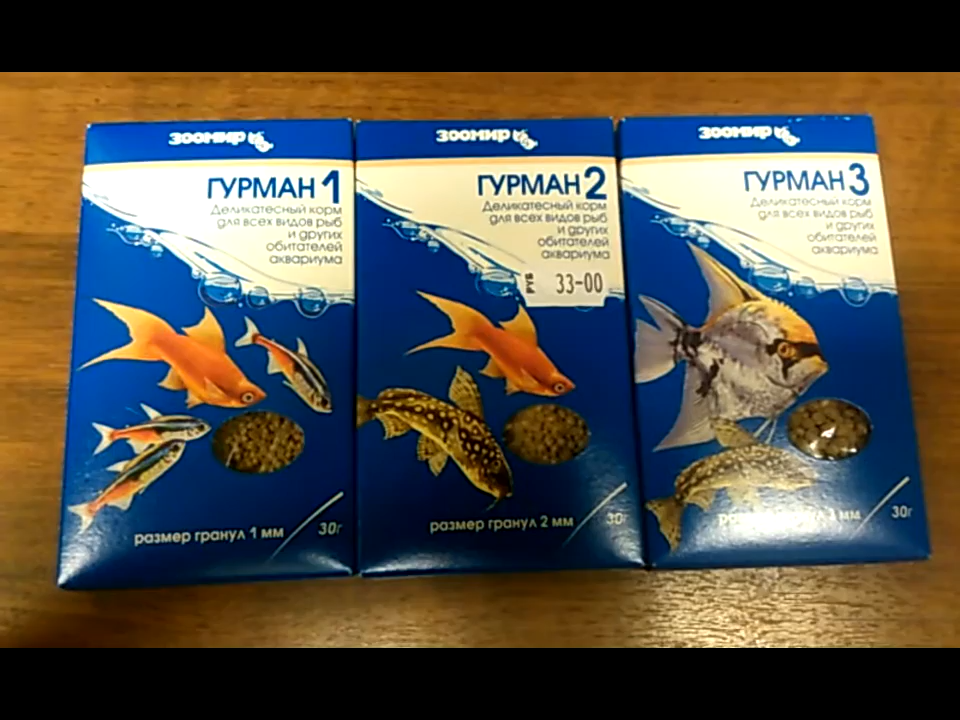 ЗООМИР
ГУРМАН 1
Деликатесный корм
для всех видов рыб
и других
обитателей
аквариума
размер гранул 1 мм
30г
ЗООМИР
ГУРМАН 2
Деликатесный корм
для всех видов рыб
и других
обитателей
аквариума
РУБ 33-00
размер гранул 2 мм
30г
ЗООМИР
ГУРМАН 3
Деликатесный корм
для всех видов рыб
и других
обитателей
аквариума
мм
30г